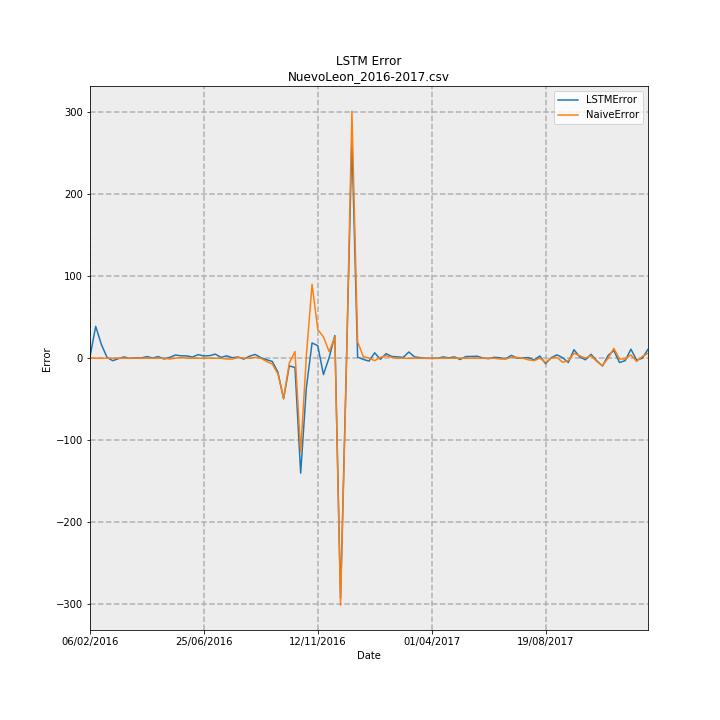 LSTM Error
NuevoLeon_2016-2017.csv
LSTMError
NaiveError
300
200
100
0
−100
−200
−300
Error
06/02/2016 25/06/2016 12/11/2016 01/04/2017 19/08/2017
Date